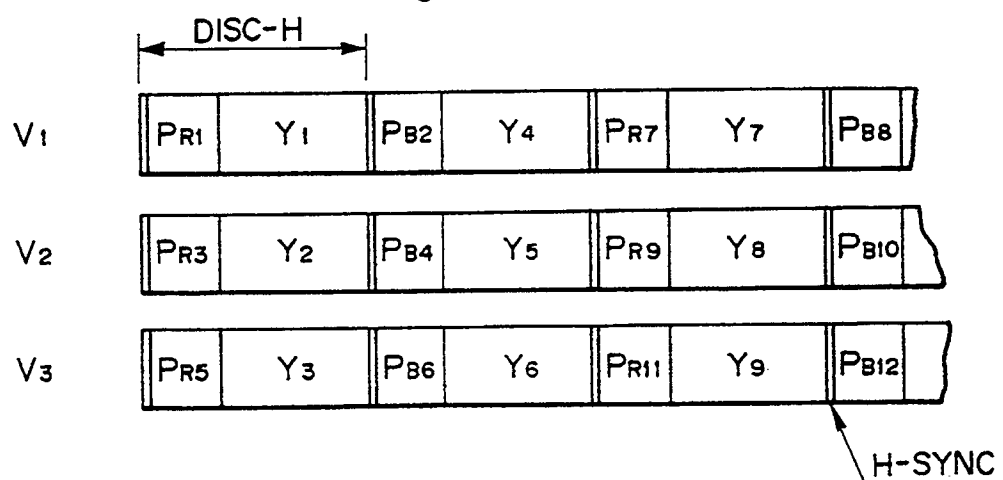 DISC-H
V1 PR1 Y1 PB2 Y4 PR7 Y7 PB8
V2 PR3 Y2 PB4 Y5 PR9 Y8 PB10
V3 PR5 Y3 PB6 Y6 PR11 Y9 PB12
H-SYNC